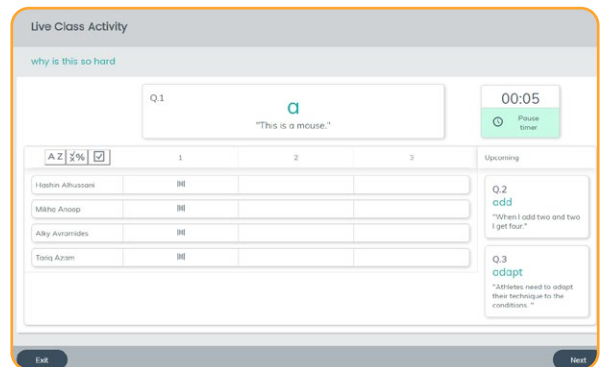 Live Class Activity
why is this so hard
Q.1
a
"This is a mouse."
00:05
Pause
timer
A Z
%
1
2
3
Upcoming
Hashin Alhussani
Mikha Anoop
Alky Avramides
Tariq Azam
Q.2
add
"When I add two and two
I get four."
Q.3
adapt
"Athletes need to adapt
their technique to the
conditions. "
Exit
Next